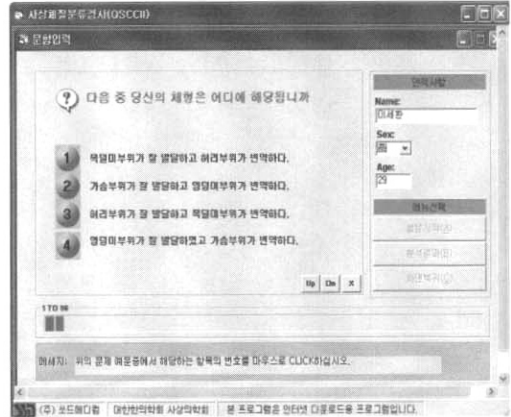 사상체질분류검사(QSCCII)
문항입력
다음 중 당신의 체형은 어디에 해당됩니까
1 목덜미부위가 잘 발달하고 허리부위가 빈약하다.
2 가슴부위가 잘 발달하고 엉덩이부위가 빈약하다.
3 허리부위가 잘 발달하고 목덜미부위가 빈약하다.
4 엉덩이부위가 잘 발달하였고 가슴부위가 빈약하다.
Up Dn X
인적사항
Name:
이세환
Sex:
Age:
29
메뉴선택
1 TO
메세지: 위의 문제 예문중에서 해당하는 항목의 번호를 마우스로 CLICK하십시오.
(주) 쏘드메디컴 대한한의학회 사상의학회 본 프로그램은 인터넷 다운로드용 프로그램입니다.